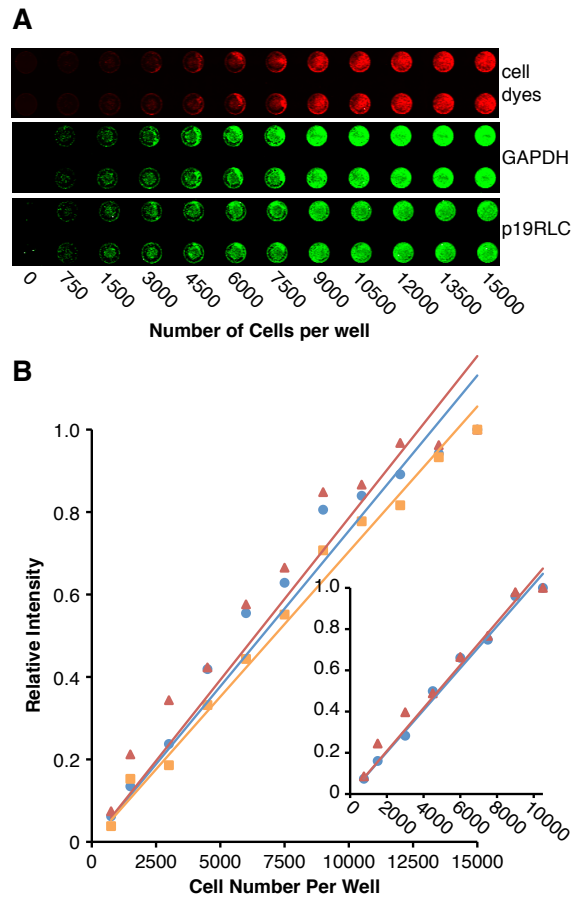 A
cell
dyes
GAPDH
p19RLC
0 750 1500 3000 4500 6000 7500 9000 10500 12000 13500 15000
Number of Cells per well
B
1.0
0.8
0.6
0.4
0.2
0
Relative Intensity
0 2500 5000 7500 10000 12500 15000
Cell Number Per Well
1.0
0.8
0.6
0.4
0.2
0
0 2000 4000 6000 8000 10000